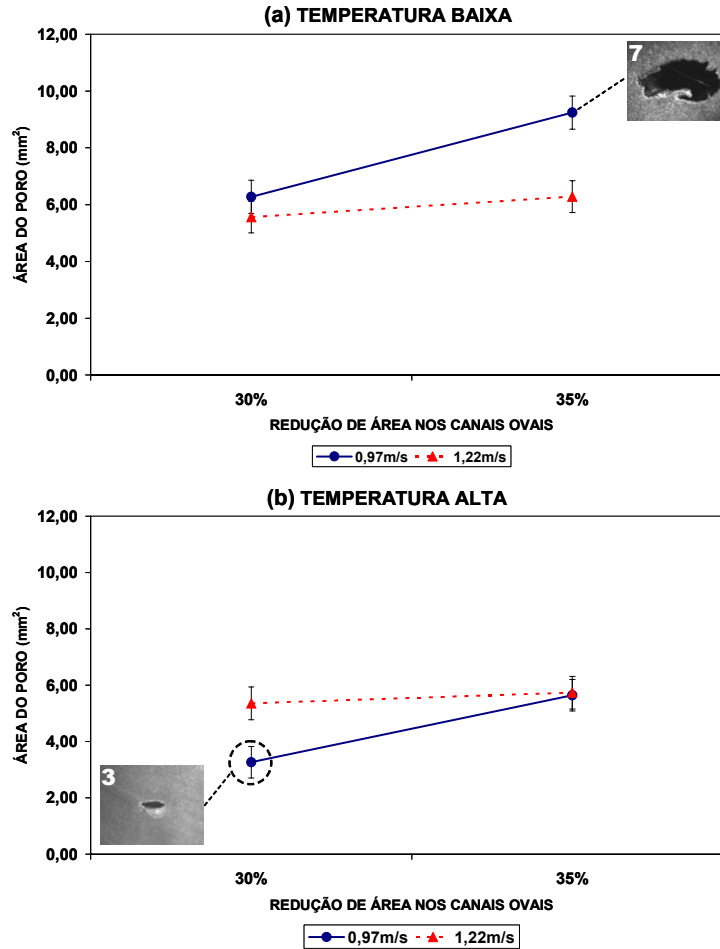 (a) TEMPERATURA BAIXA
12,00
10,00
8,00
6,00
4,00
2,00
0,00
ÁREA DO PORO (mm²)
7
30%
35%
REDUÇÃO DE ÁREA NOS CANAIS OVAIS
0,97m/s
1,22m/s
(b) TEMPERATURA ALTA
12,00
10,00
8,00
6,00
4,00
2,00
0,00
ÁREA DO PORO (mm²)
3
30%
35%
REDUÇÃO DE ÁREA NOS CANAIS OVAIS
0,97m/s
1,22m/s